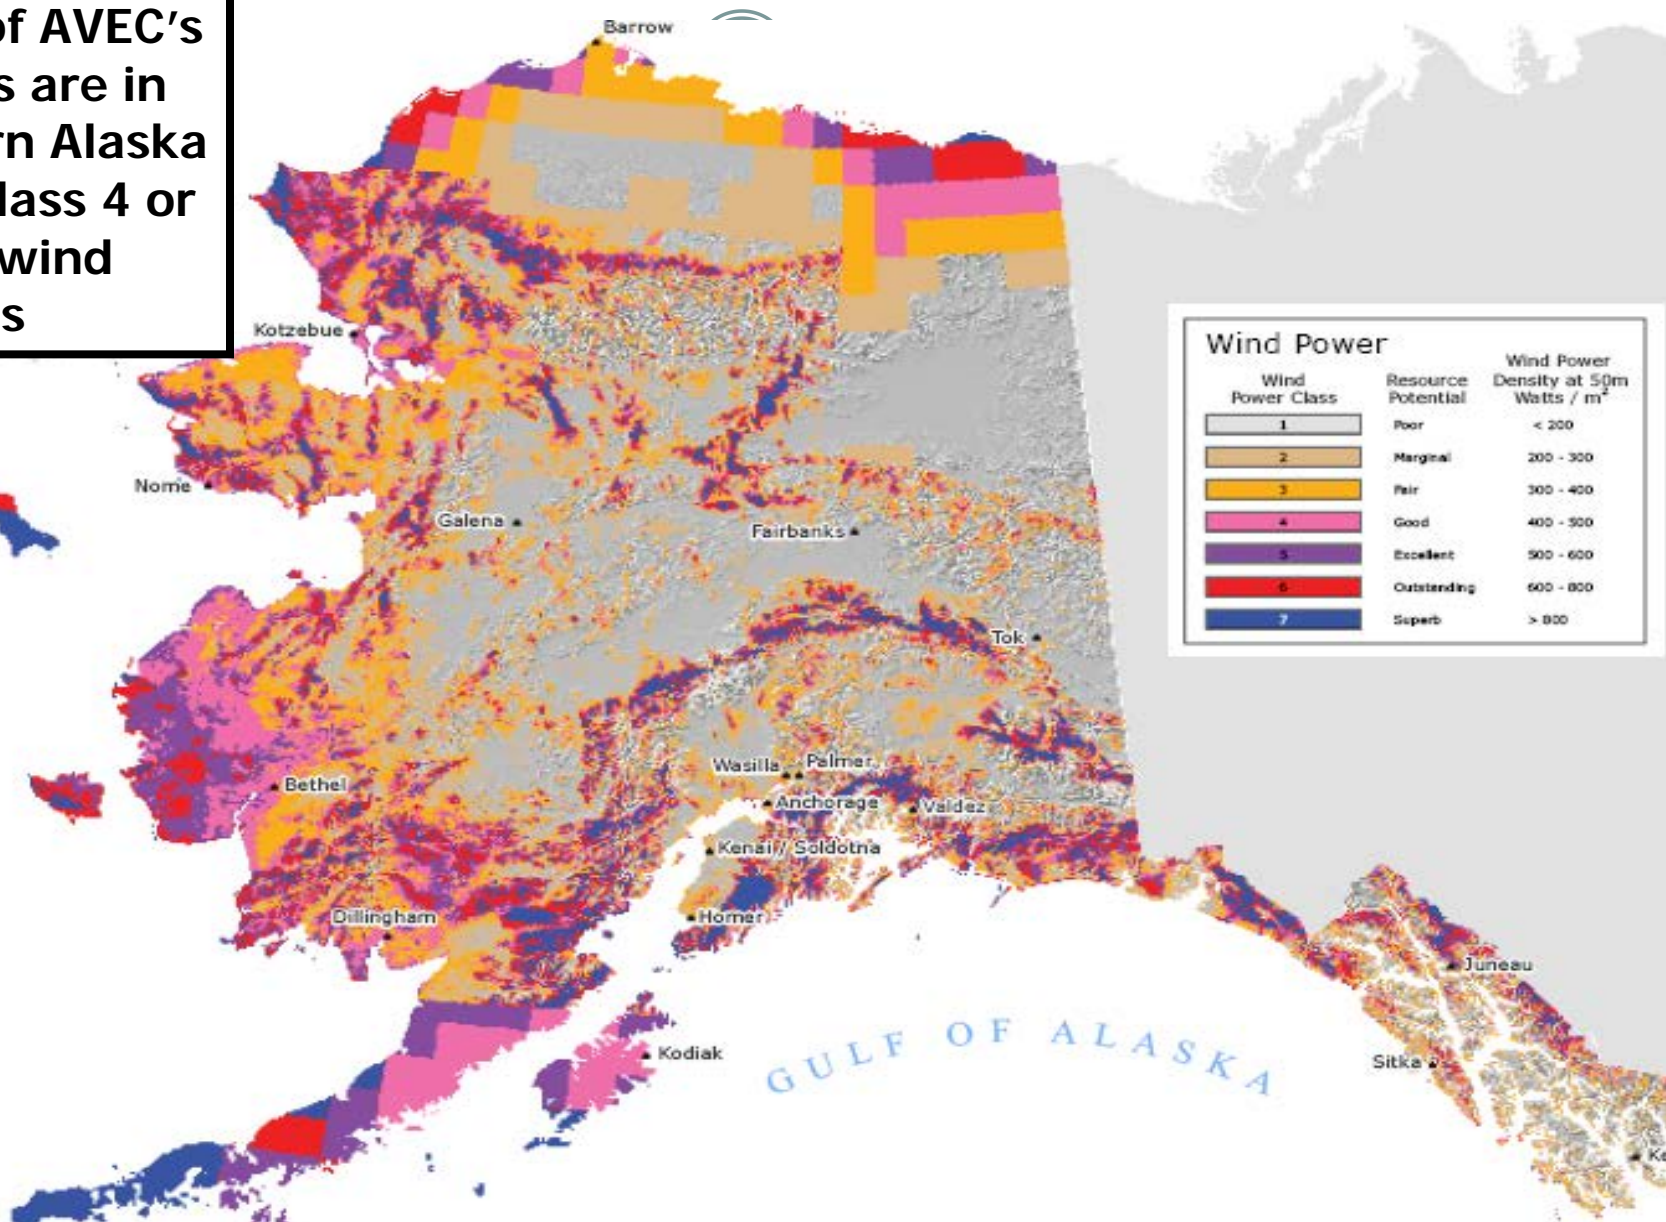 of AVEC's
s are in
rn Alaska
lass 4 or
wind
s
Barrow
Kotzebue
Nome
Galena
Fairbanks
Tok
Bethel
Wasilla
Palmer
Anchorage
Valdez
Kenai / Soldotna
Dillingham
Homer
Kodiak
Juneau
Sitka
Ke
GULF OF ALASKA
Wind Power
Wind Power Class
Resource Potential
Wind Power Density at 50m Watts / m²
1 Poor < 200
2 Marginal 200 - 300
3 Fair 300 - 400
4 Good 400 - 500
5 Excellent 500 - 600
6 Outstanding 600 - 800
7 Superb > 800